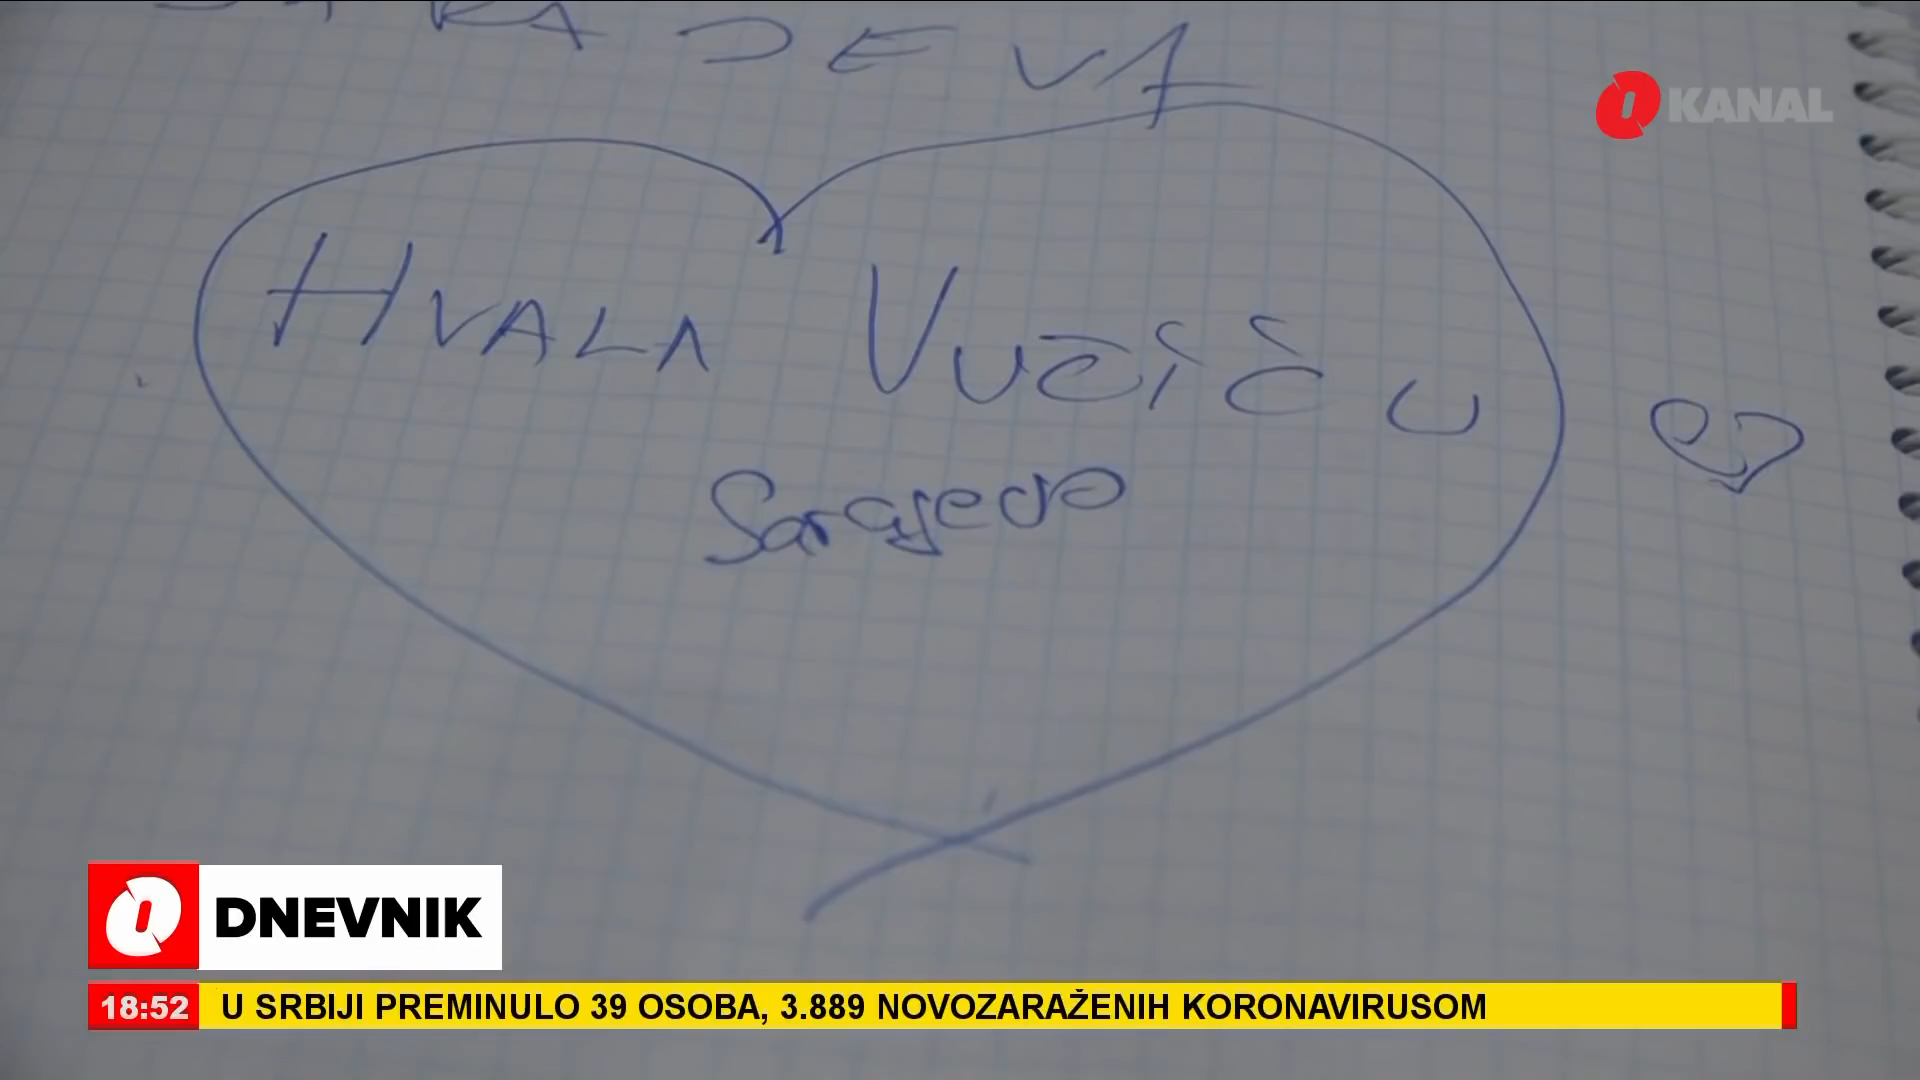 KANAL
HVALA VUČIĆU
Sarajevo
DNEVNIK
18:52 U SRBIJI PREMINULO 39 OSOBA, 3.889 NOVOZARAŽENIH KORONAVIRUSOM